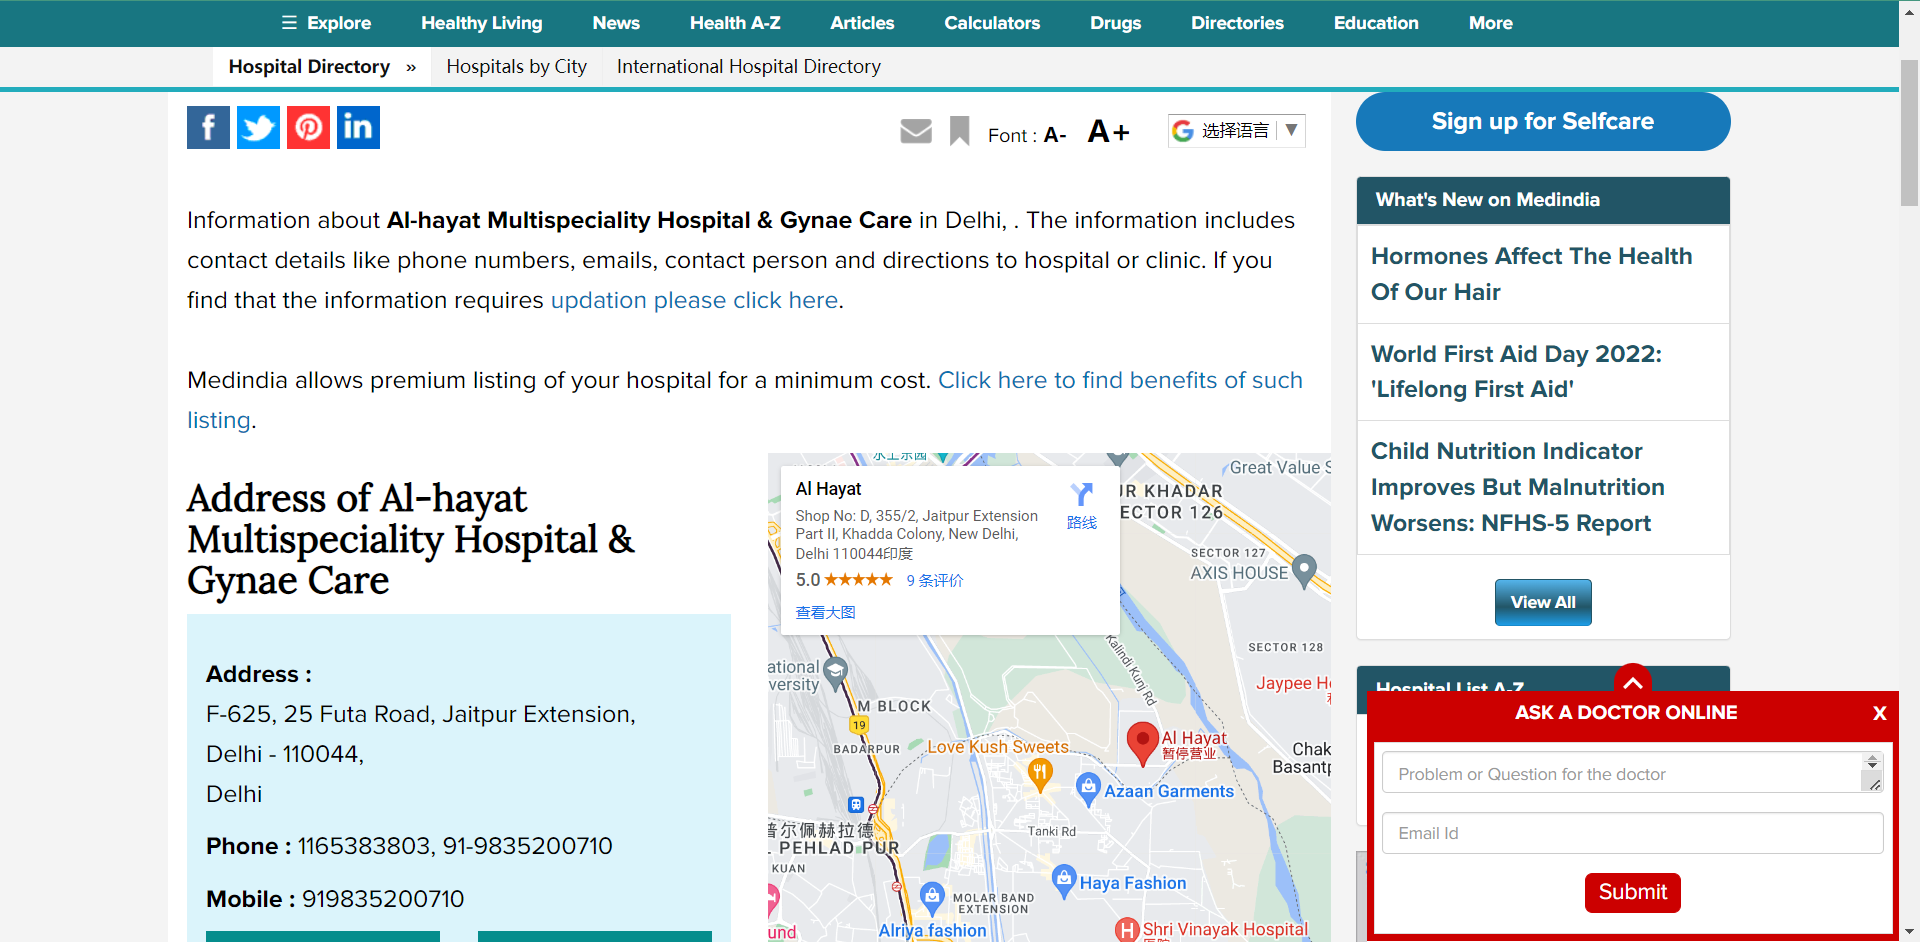 ☰ Explore Healthy Living News Health A-Z Articles Calculators Drugs Directories Education More
Hospital Directory » Hospitals by City International Hospital Directory
Font : A- A+ 选择语言 ▼
Information about Al-hayat Multispeciality Hospital & Gynae Care in Delhi, . The information includes
contact details like phone numbers, emails, contact person and directions to hospital or clinic. If you
find that the information requires updation please click here.
Medindia allows premium listing of your hospital for a minimum cost. Click here to find benefits of such
listing.
Address of Al-hayat
Multispeciality Hospital &
Gynae Care
Address :
F-625, 25 Futa Road, Jaitpur Extension,
Delhi - 110044,
Delhi
Phone : 1165383803, 91-9835200710
Mobile : 919835200710
水上乐园
Al Hayat
Shop No: D, 355/2, Jaitpur Extension
Part II, Khadda Colony, New Delhi,
Delhi 110044印度
5.0 ★★★★★ 9 条评价
查看大图
路线
Great Value S
UR KHADAR
ECTOR 126
SECTOR 127
AXIS HOUSE
SECTOR 128
Kalindi Kunj Rd
Jaypee Ho
ational
versity
M BLOCK
19
BADARPUR
Love Kush Sweets
Al Hayat
暂停营业
Chak
Basantp
Azaan Garments
Tanki Rd
普尔佩赫拉德
L PEHLAD PUR
KUAN
Haya Fashion
MOLAR BAND
EXTENSION
Alriya fashion
Shri Vinayak Hospital
und
Sign up for Selfcare
What's New on Medindia
Hormones Affect The Health
Of Our Hair
World First Aid Day 2022:
'Lifelong First Aid'
Child Nutrition Indicator
Improves But Malnutrition
Worsens: NFHS-5 Report
View All
Hospital List A-Z
ASK A DOCTOR ONLINE X
Problem or Question for the doctor
Email Id
Submit